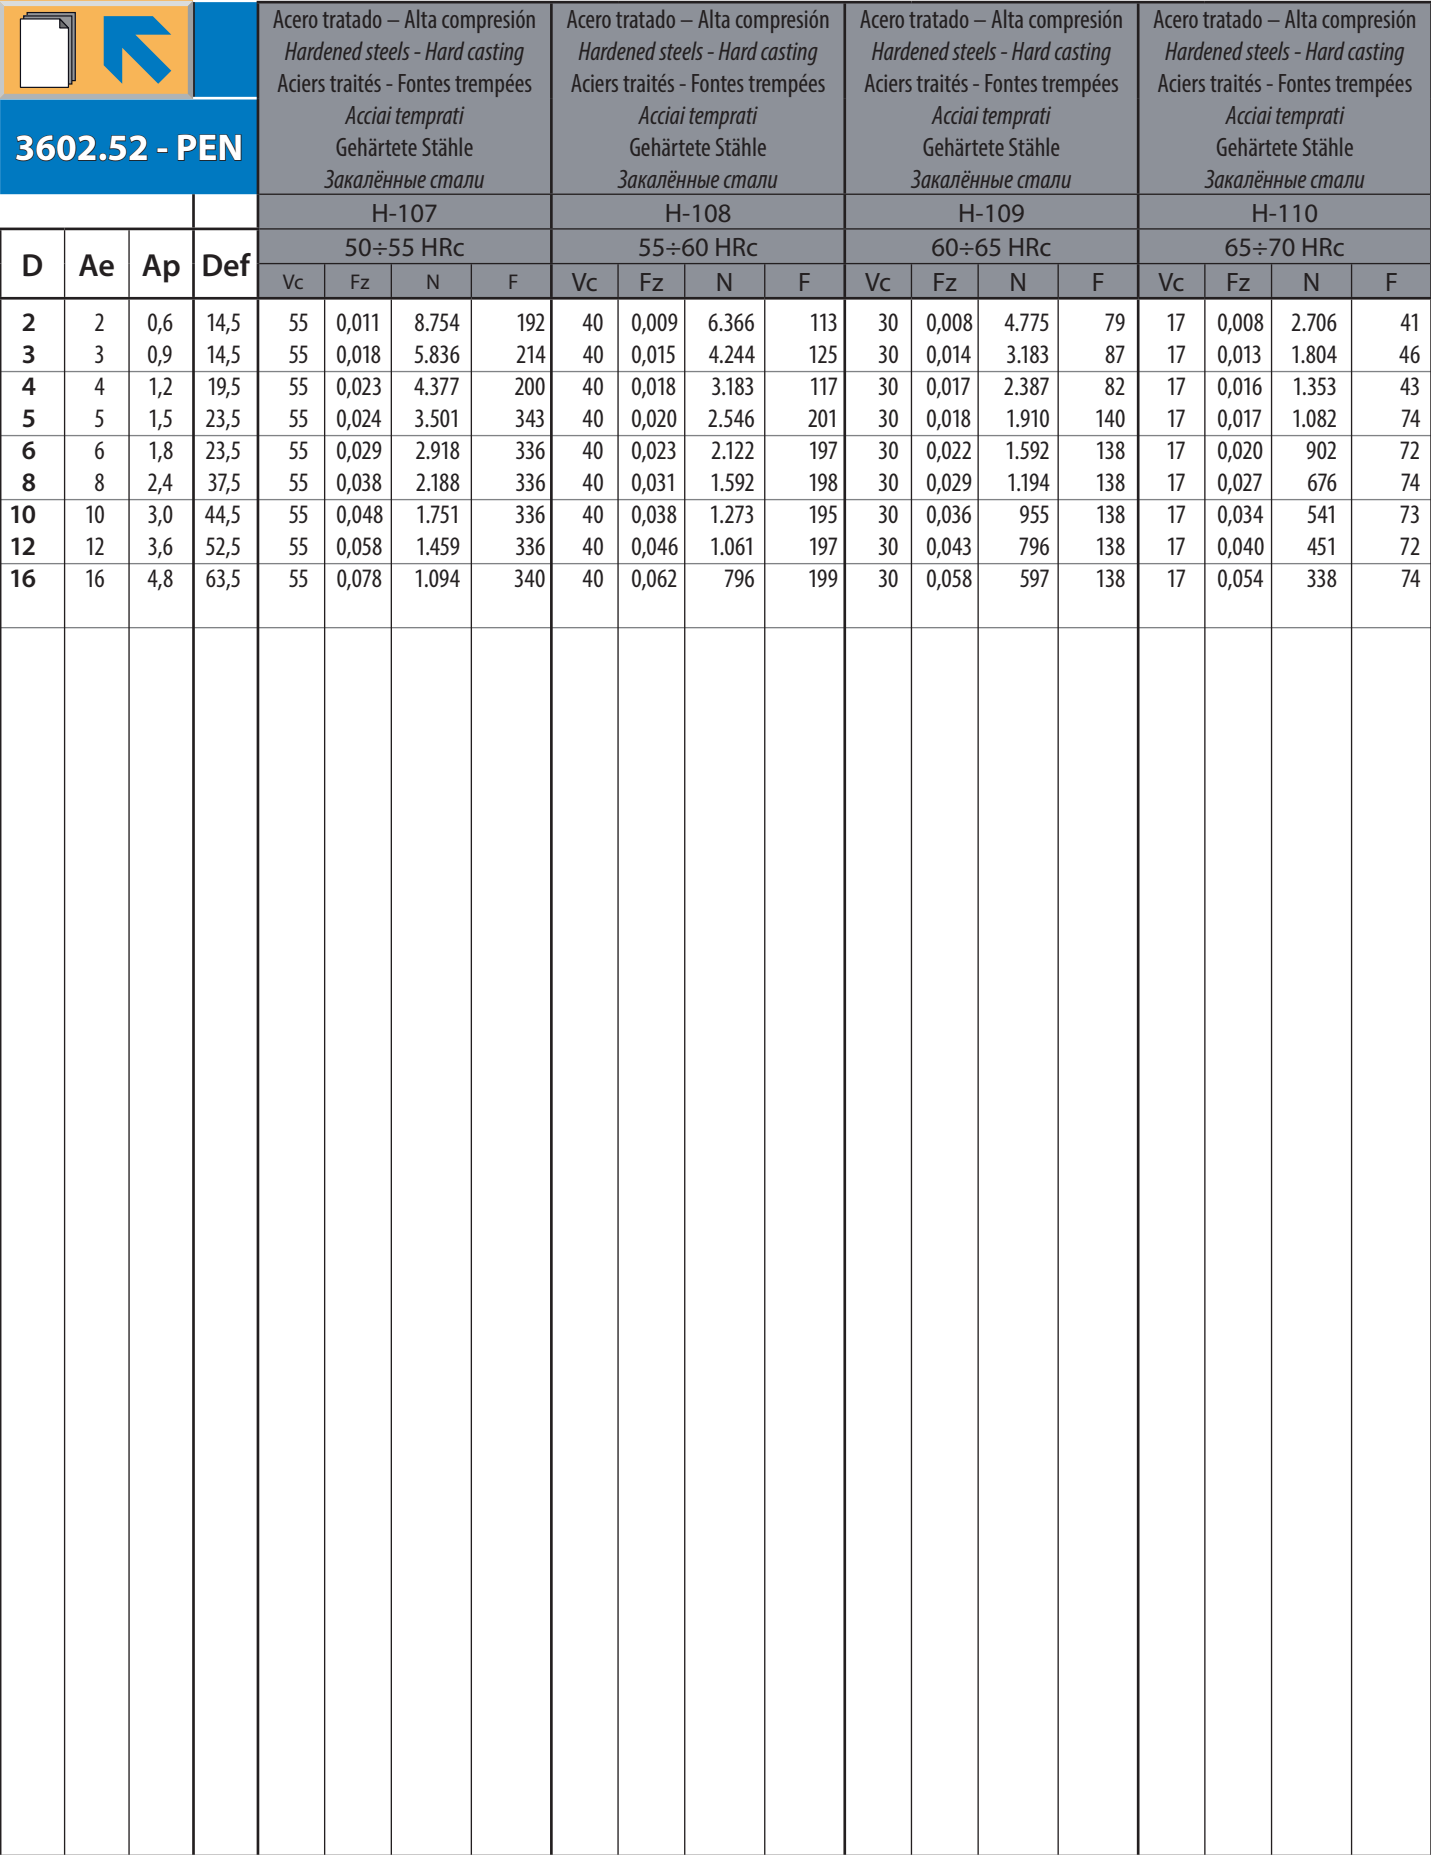 3602.52 - PEN
Acero tratado – Alta compresión Acero tratado – Alta compresión Acero tratado – Alta compresión Acero tratado – Alta compresión
Hardened steels - Hard casting Hardened steels - Hard casting Hardened steels - Hard casting Hardened steels - Hard casting
Aciers traités - Fontes trempées Aciers traités - Fontes trempées Aciers traités - Fontes trempées Aciers traités - Fontes trempées
Acciai temprati Acciai temprati Acciai temprati Acciai temprati
Gehärtete Stähle Gehärtete Stähle Gehärtete Stähle Gehärtete Stähle
Закалённые стали Закалённые стали Закалённые стали Закалённые стали
H-107 H-108 H-109 H-110
50÷55 HRc 55÷60 HRc 60÷65 HRc 65÷70 HRc
D Ae Ap Def Vc Fz N F Vc Fz N F Vc Fz N F Vc Fz N F
2 2 0,6 14,5 55 0,011 8.754 192 40 0,009 6.366 113 30 0,008 4.775 79 17 0,008 2.706 41
3 3 0,9 14,5 55 0,018 5.836 214 40 0,015 4.244 125 30 0,014 3.183 87 17 0,013 1.804 46
4 4 1,2 19,5 55 0,023 4.377 200 40 0,018 3.183 117 30 0,017 2.387 82 17 0,016 1.353 43
5 5 1,5 23,5 55 0,024 3.501 343 40 0,020 2.546 201 30 0,018 1.910 140 17 0,017 1.082 74
6 6 1,8 23,5 55 0,029 2.918 336 40 0,023 2.122 197 30 0,022 1.592 138 17 0,020 902 72
8 8 2,4 37,5 55 0,038 2.188 336 40 0,031 1.592 198 30 0,029 1.194 138 17 0,027 676 74
10 10 3,0 44,5 55 0,048 1.751 336 40 0,038 1.273 195 30 0,036 955 138 17 0,034 541 73
12 12 3,6 52,5 55 0,058 1.459 336 40 0,046 1.061 197 30 0,043 796 138 17 0,040 451 72
16 16 4,8 63,5 55 0,078 1.094 340 40 0,062 796 199 30 0,058 597 138 17 0,054 338 74